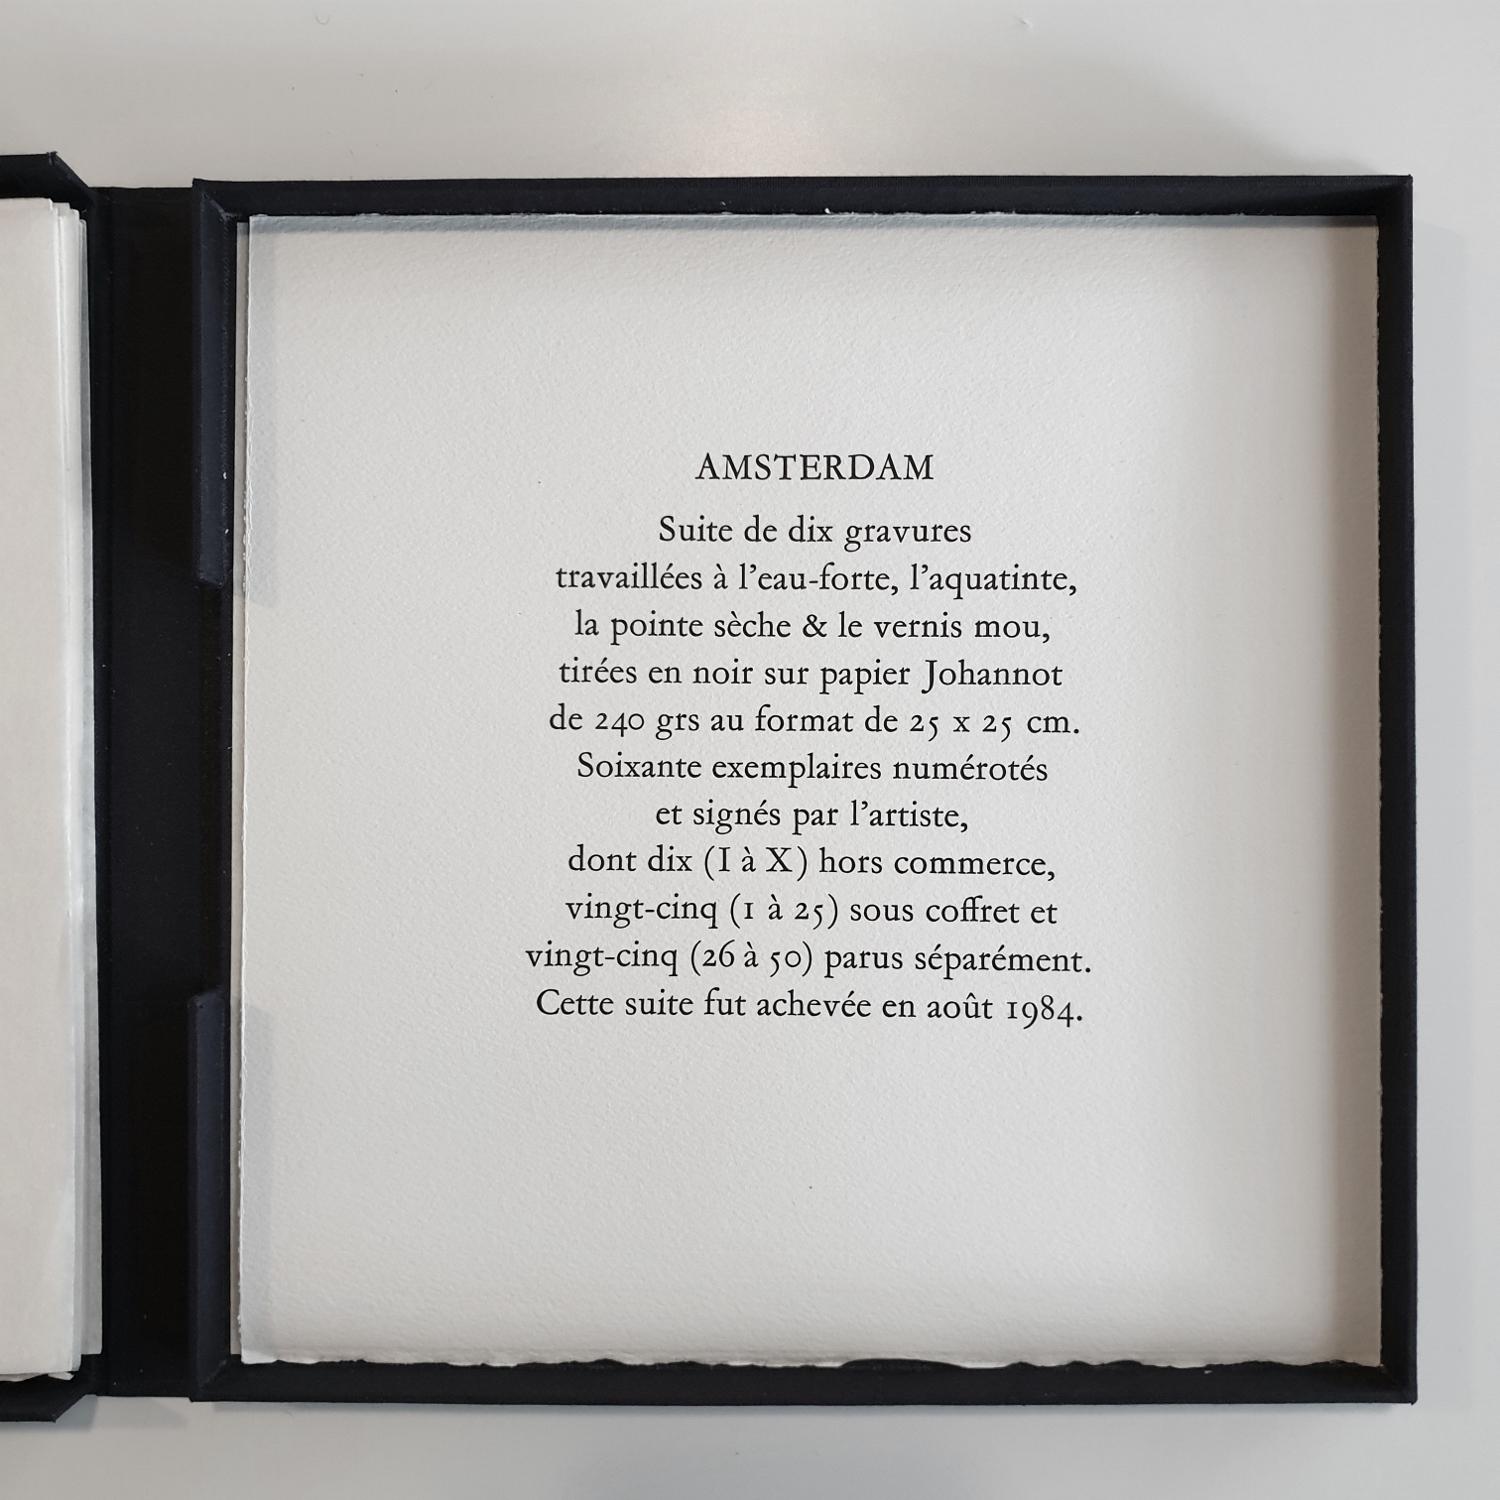 AMSTERDAM
Suite de dix gravures
travaillées à l'eau-forte, l'aquatinte,
la pointe sèche & le vernis mou,
tirées en noir sur papier Johannot
de 240 grs au format de 25 x 25 cm.
Soixante exemplaires numérotés
et signés par l'artiste,
dont dix (I à X) hors commerce,
vingt-cinq (1 à 25) sous coffret et
vingt-cinq (26 à 50) parus séparément.
Cette suite fut achevée en août 1984.